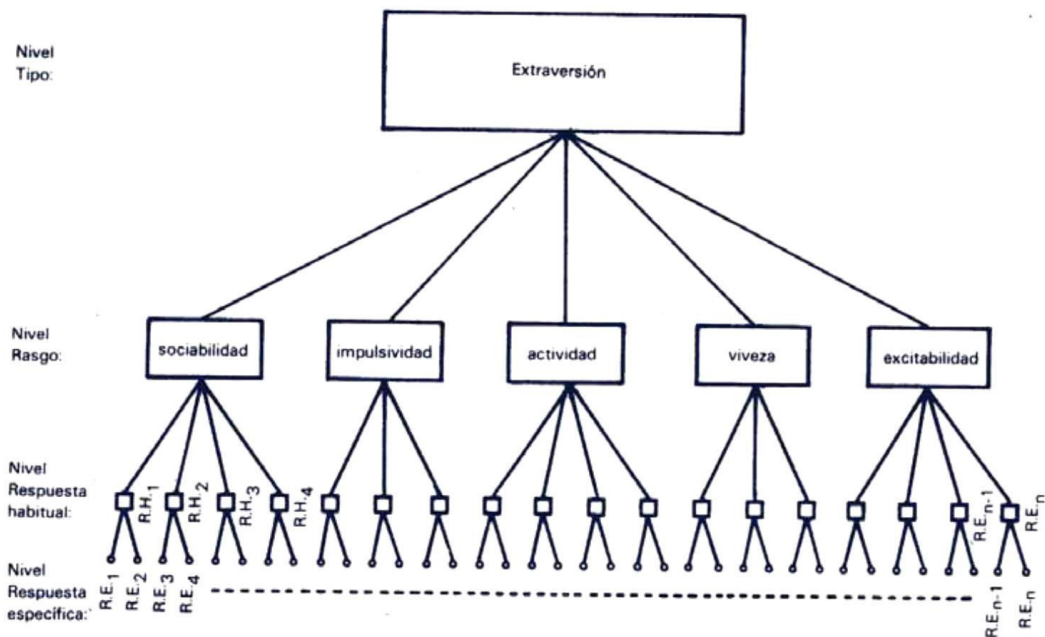 Nivel
Tipo:
Extraversión
Nivel
Rasgo:
sociabilidad
impulsividad
actividad
viveza
excitabilidad
Nivel
Respuesta
habitual:
R.H.1
R.H.2
R.H.3
R.H.4
R.E.n-1
R.E.n
Nivel
Respuesta
específica:
R.E.1
R.E.2
R.E.3
R.E.4
R.E.n-1
R.E.n